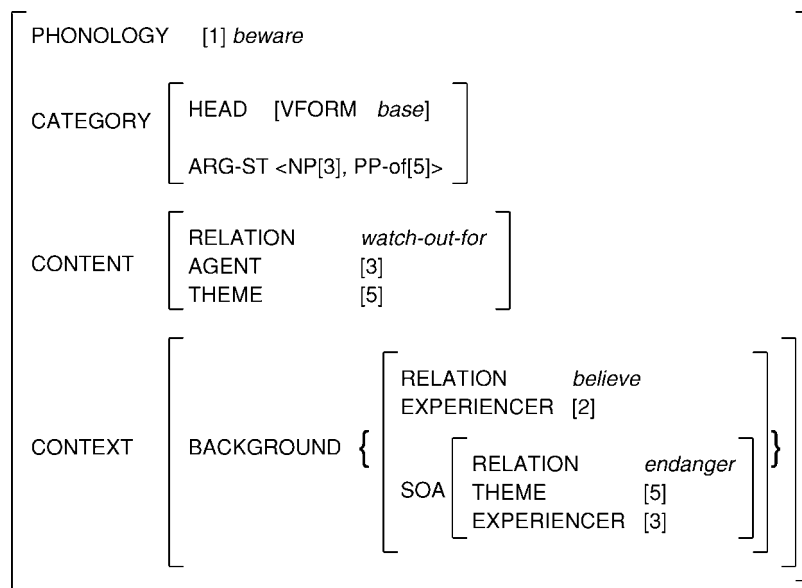 PHONOLOGY [1] beware
CATEGORY
HEAD [VFORM base]
ARG-ST <NP[3], PP-of[5]>
CONTENT
RELATION watch-out-for
AGENT [3]
THEME [5]
CONTEXT
BACKGROUND {
RELATION believe
EXPERIENCER [2]
SOA
RELATION endanger
THEME [5]
EXPERIENCER [3]
}